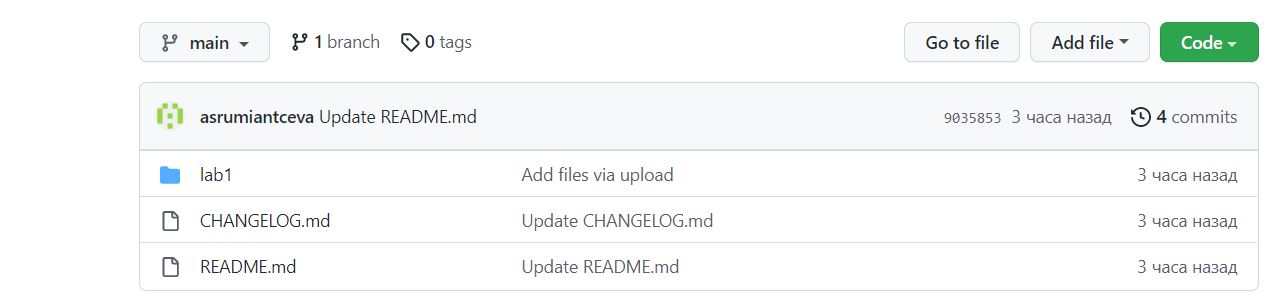 main 1 branch 0 tags Go to file Add file Code
asrumiantceva Update README.md 9035853 3 часа назад 4 commits
lab1 Add files via upload 3 часа назад
CHANGELOG.md Update CHANGELOG.md 3 часа назад
README.md Update README.md 3 часа назад